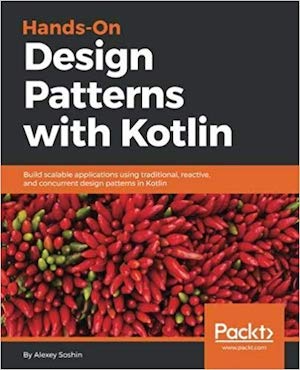 Hands-On
Design
Patterns
with Kotlin
Build scalable applications using traditional, reactive,
and concurrent design patterns in Kotlin
Packt>
www.packt.com
By Alexey Soshin